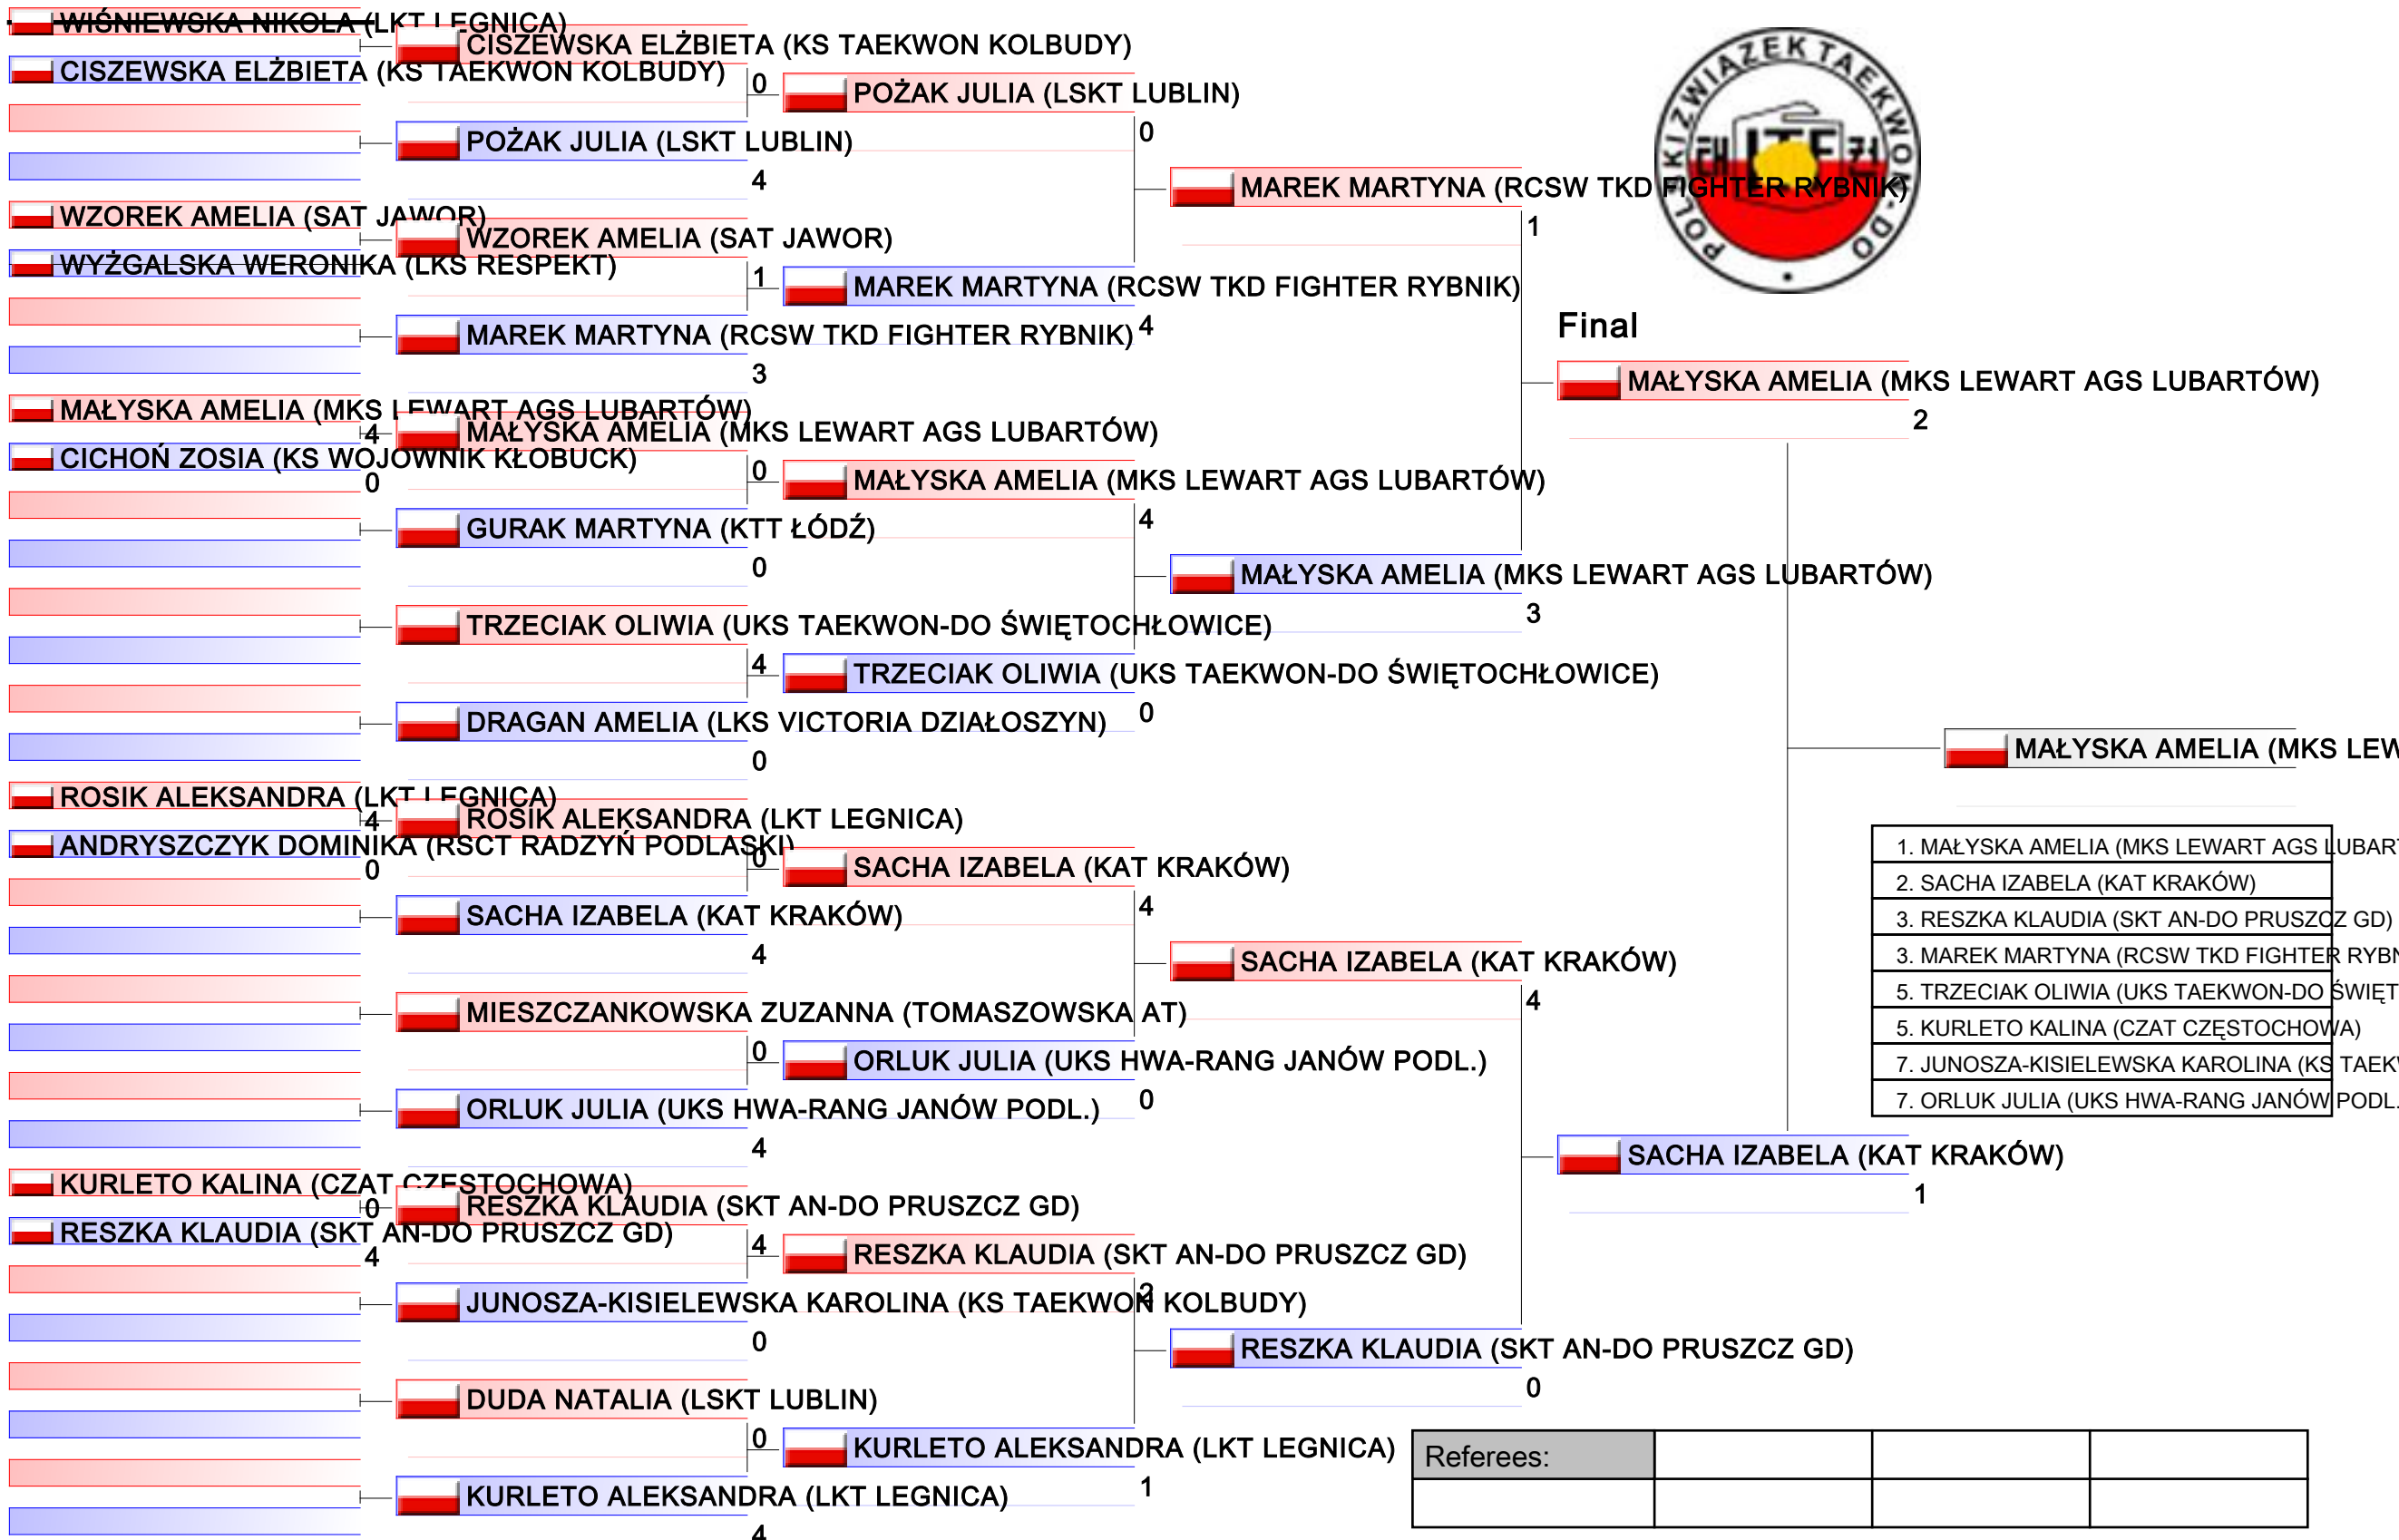 WIŚNIEWSKA NIKOLA (LKT LEGNICA)
CISZEWSKA ELŻBIETA (KS TAEKWON KOLBUDY)
WZOREK AMELIA (SAT JAWOR)
WYŻGALSKA WERONIKA (LKS RESPEKT)
MAŁYSKA AMELIA (MKS LEWART AGS LUBARTÓW)
4
CICHOŃ ZOSIA (KS WOJOWNIK KŁOBUCK)
0
ROSIK ALEKSANDRA (LKT LEGNICA)
4
ANDRYSZCZYK DOMINIKA (RSCT RADZYŃ PODLASKI)
0
KURLETO KALINA (CZAT CZĘSTOCHOWA)
0
RESZKA KLAUDIA (SKT AN-DO PRUSZCZ GD)
4
CISZEWSKA ELŻBIETA (KS TAEKWON KOLBUDY)
0
POŻAK JULIA (LSKT LUBLIN)
4
WZOREK AMELIA (SAT JAWOR)
1
MAREK MARTYNA (RCSW TKD FIGHTER RYBNIK)
3
MAŁYSKA AMELIA (MKS LEWART AGS LUBARTÓW)
0
GURAK MARTYNA (KTT ŁÓDŹ)
0
TRZECIAK OLIWIA (UKS TAEKWON-DO ŚWIĘTOCHŁOWICE)
4
DRAGAN AMELIA (LKS VICTORIA DZIAŁOSZYN)
0
ROSIK ALEKSANDRA (LKT LEGNICA)
0
SACHA IZABELA (KAT KRAKÓW)
4
MIESZCZANKOWSKA ZUZANNA (TOMASZOWSKA AT)
0
ORLUK JULIA (UKS HWA-RANG JANÓW PODL.)
4
RESZKA KLAUDIA (SKT AN-DO PRUSZCZ GD)
4
JUNOSZA-KISIELEWSKA KAROLINA (KS TAEKWON KOLBUDY)
0
DUDA NATALIA (LSKT LUBLIN)
0
KURLETO ALEKSANDRA (LKT LEGNICA)
4
POŻAK JULIA (LSKT LUBLIN)
0
MAREK MARTYNA (RCSW TKD FIGHTER RYBNIK)
4
MAŁYSKA AMELIA (MKS LEWART AGS LUBARTÓW)
4
TRZECIAK OLIWIA (UKS TAEKWON-DO ŚWIĘTOCHŁOWICE)
0
SACHA IZABELA (KAT KRAKÓW)
4
ORLUK JULIA (UKS HWA-RANG JANÓW PODL.)
0
RESZKA KLAUDIA (SKT AN-DO PRUSZCZ GD)
2
KURLETO ALEKSANDRA (LKT LEGNICA)
1
MAREK MARTYNA (RCSW TKD FIGHTER RYBNIK)
1
MAŁYSKA AMELIA (MKS LEWART AGS LUBARTÓW)
3
SACHA IZABELA (KAT KRAKÓW)
4
RESZKA KLAUDIA (SKT AN-DO PRUSZCZ GD)
0
POLSKI ZWIĄZEK TAEKWON-DO
ITF
Final
MAŁYSKA AMELIA (MKS LEWART AGS LUBARTÓW)
2
SACHA IZABELA (KAT KRAKÓW)
1
MAŁYSKA AMELIA (MKS LEW
1. MAŁYSKA AMELIA (MKS LEWART AGS LUBAR
2. SACHA IZABELA (KAT KRAKÓW)
3. RESZKA KLAUDIA (SKT AN-DO PRUSZCZ GD)
3. MAREK MARTYNA (RCSW TKD FIGHTER RYBN
5. TRZECIAK OLIWIA (UKS TAEKWON-DO ŚWIĘT
5. KURLETO KALINA (CZAT CZĘSTOCHOWA)
7. JUNOSZA-KISIELEWSKA KAROLINA (KS TAEKW
7. ORLUK JULIA (UKS HWA-RANG JANÓW PODL.
Referees: